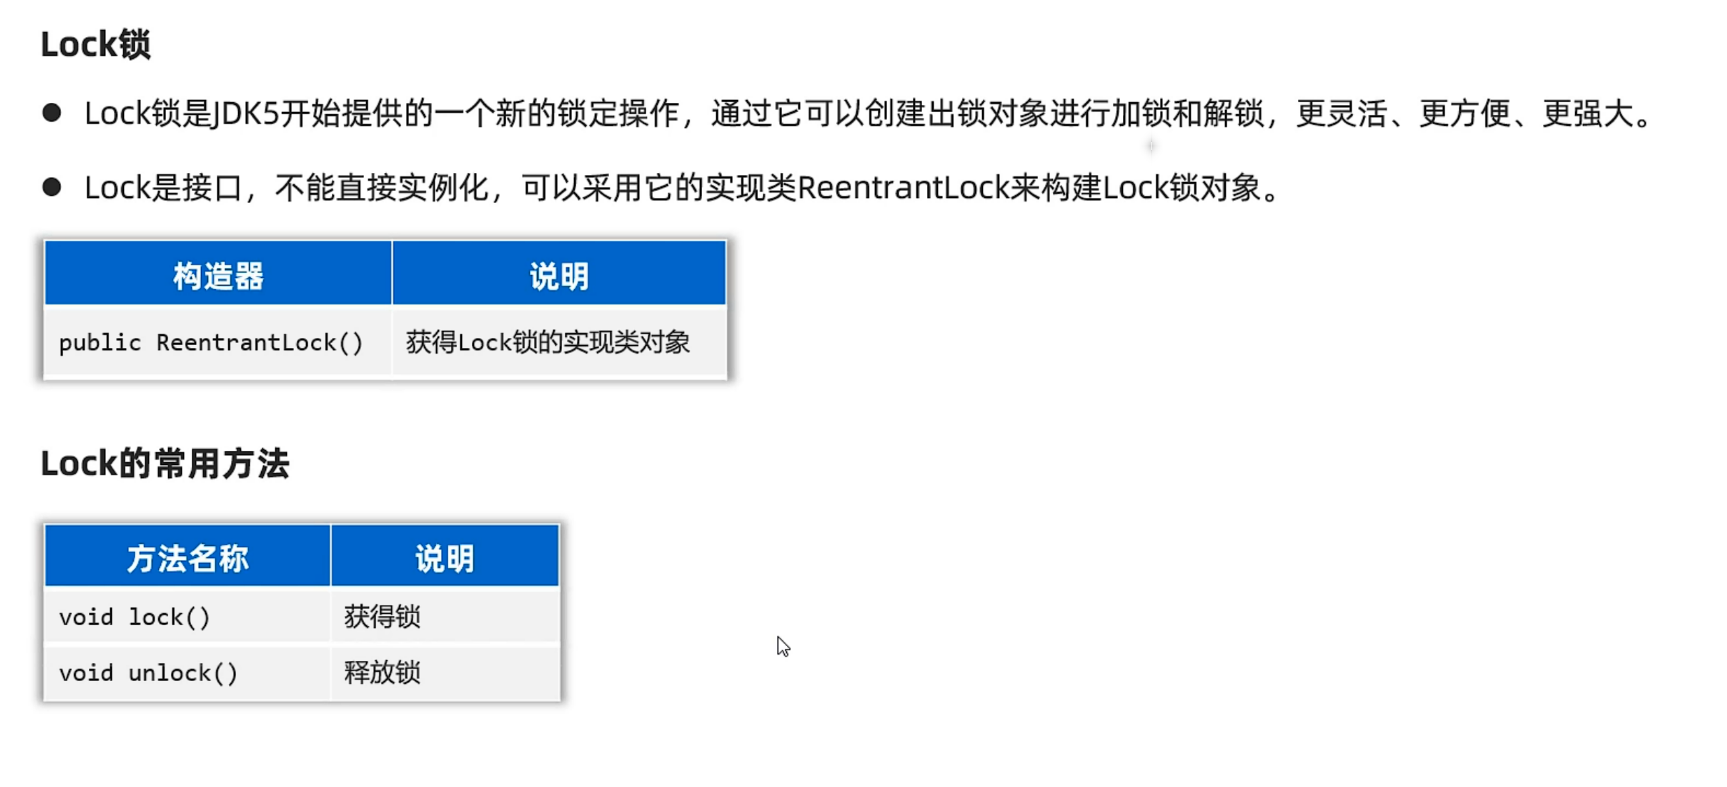 Lock锁
● Lock锁是JDK5开始提供的一个新的锁定操作，通过它可以创建出锁对象进行加锁和解锁，更灵活、更方便、更强大。
● Lock是接口，不能直接实例化，可以采用它的实现类ReentrantLock来构建Lock锁对象。
构造器 说明
public ReentrantLock() 获得Lock锁的实现类对象
Lock的常用方法
方法名称 说明
void lock() 获得锁
void unlock() 释放锁